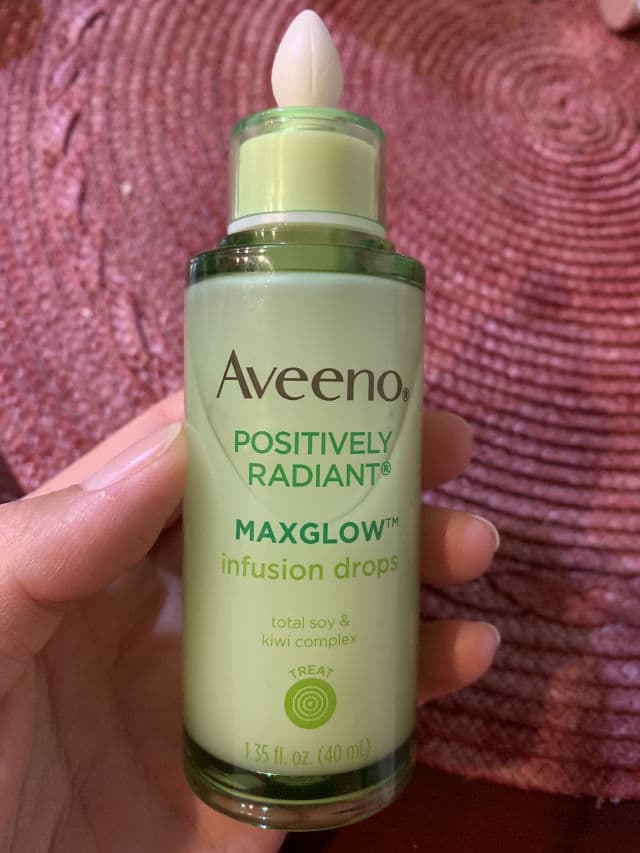 Aveeno®
POSITIVELY
RADIANT®
MAXGLOW™
infusion drops
total soy &
kiwi complex
TREAT
1.35 fl. oz. (40 mL)